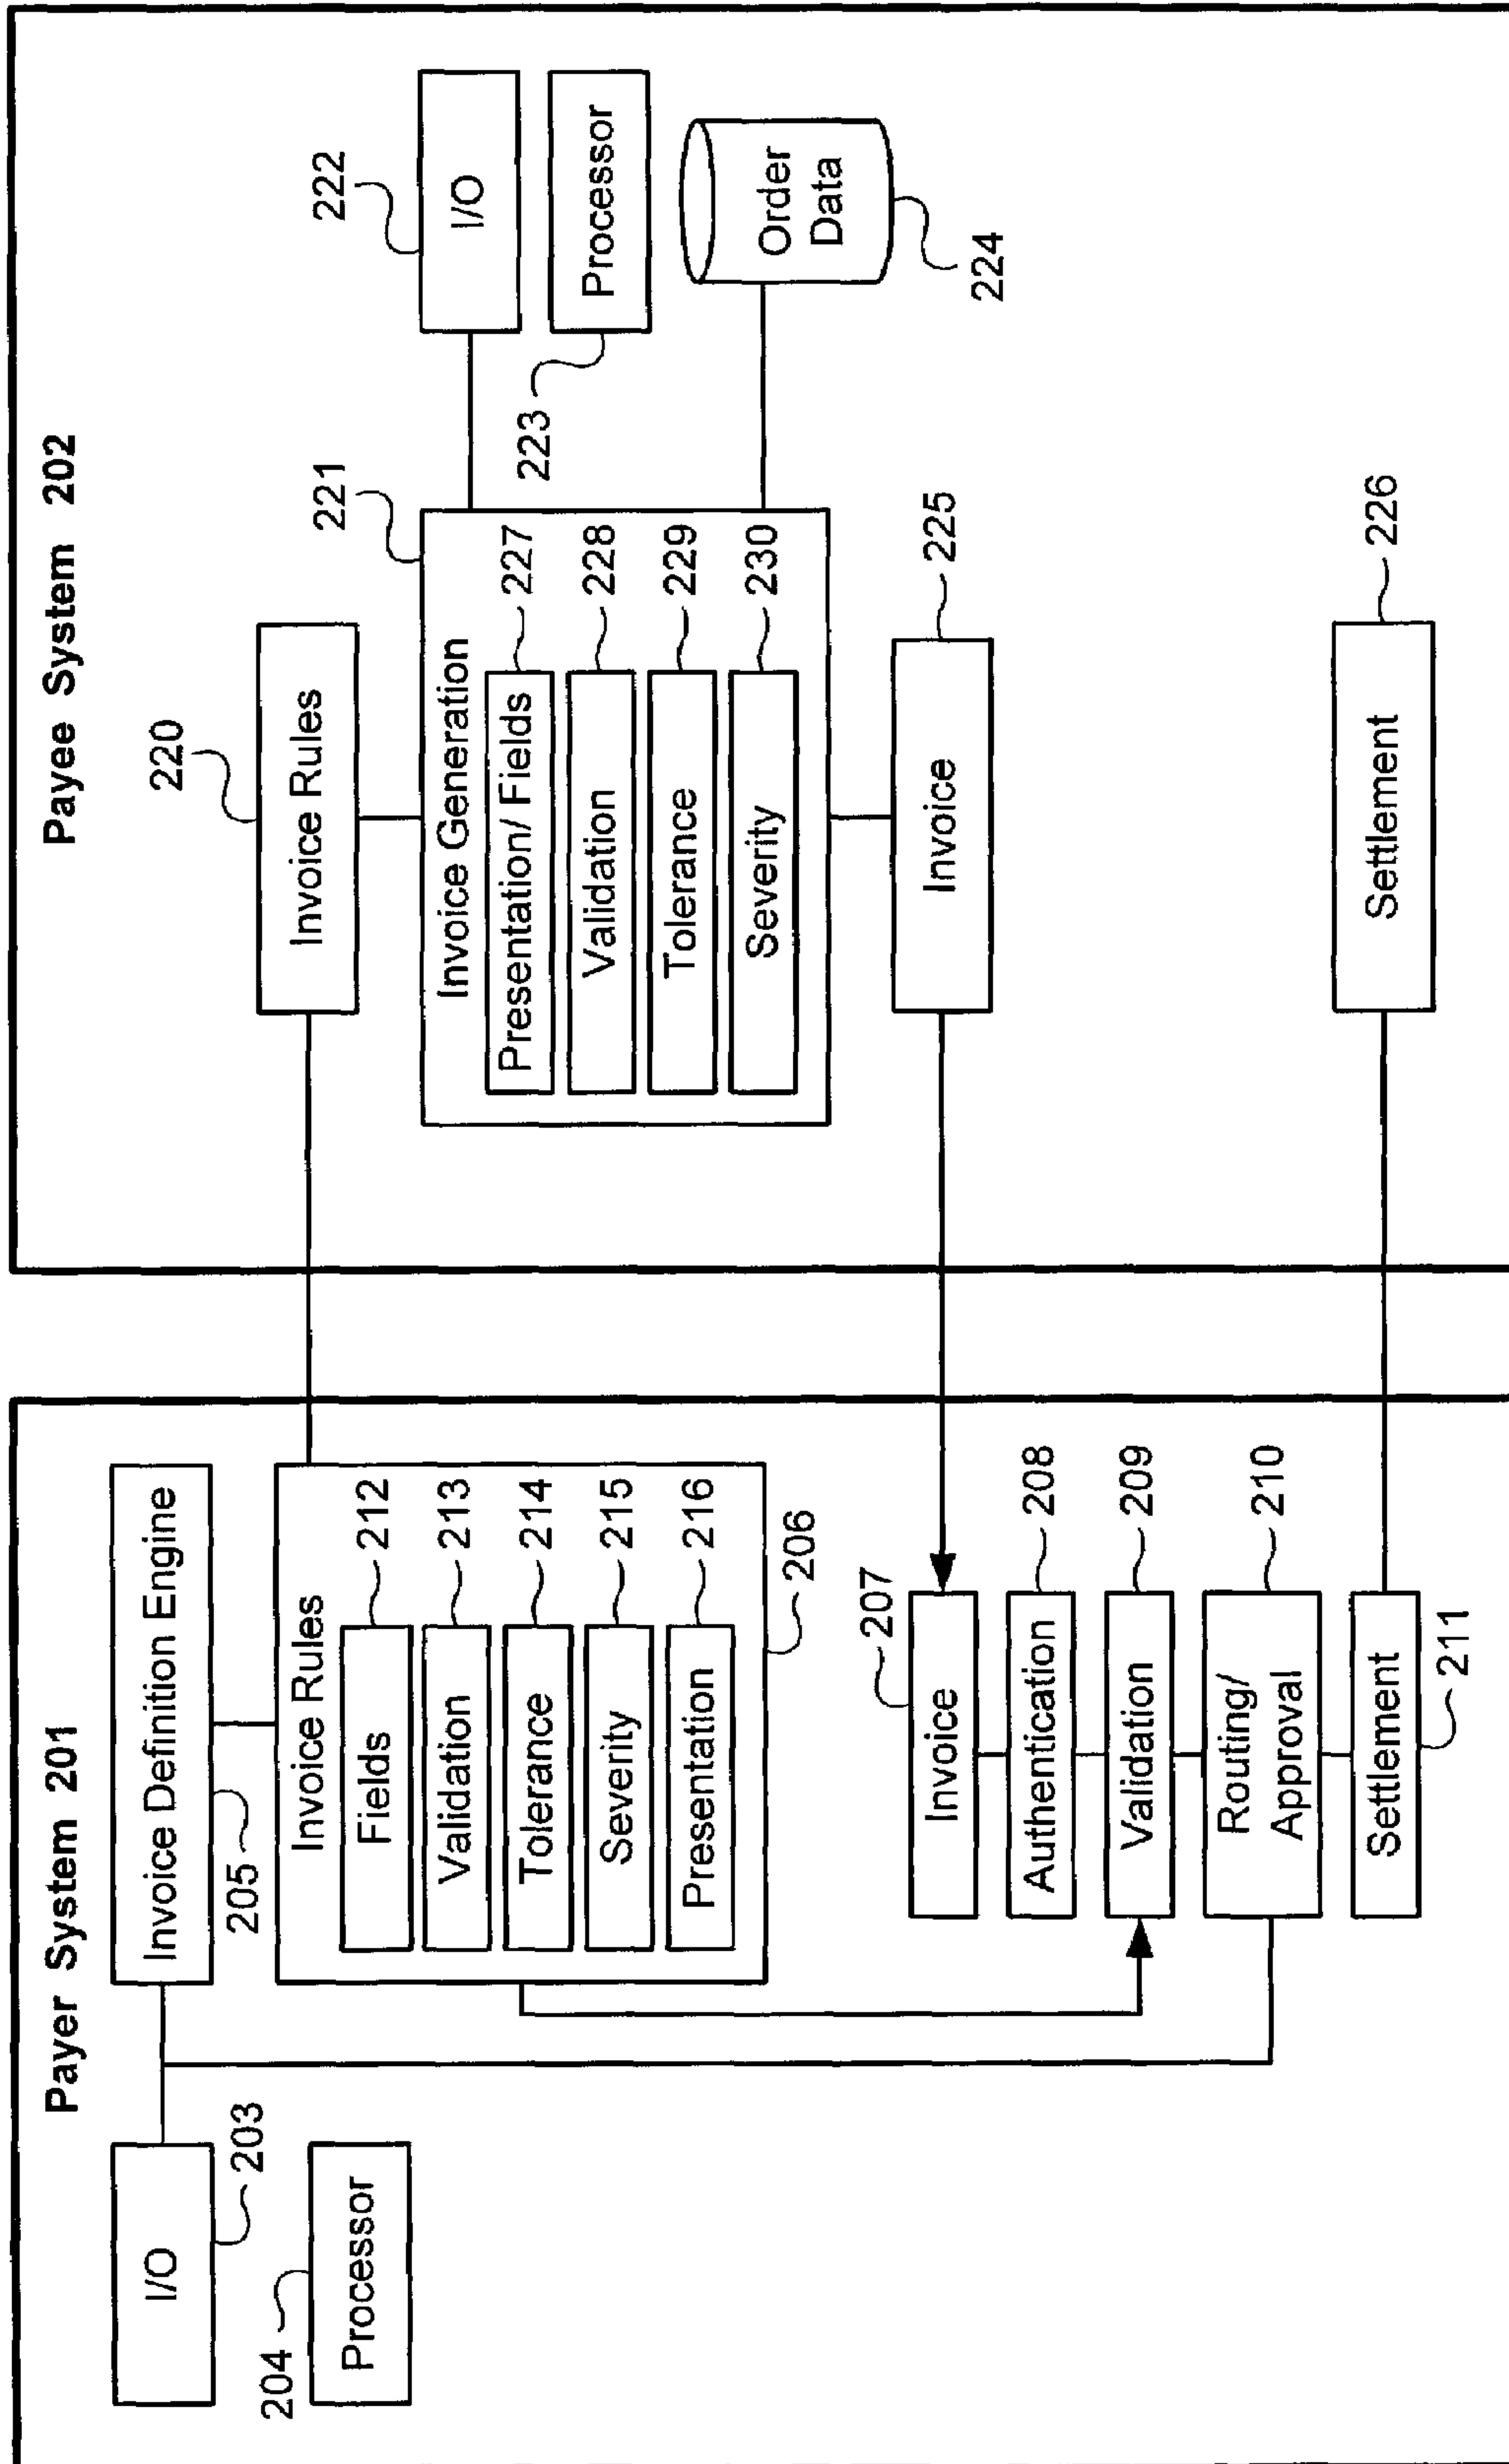 Payer System 201
I/O
203
Processor
204
Invoice Definition Engine
205
Invoice Rules
Fields
212
Validation
213
Tolerance
214
Severity
215
Presentation
216
206
207
Invoice
Authentication
208
Validation
209
Routing/
Approval
210
Settlement
211
Payee System 202
220
Invoice Rules
221
Invoice Generation
Presentation/ Fields
227
Validation
228
Tolerance
229
Severity
230
222
I/O
Processor
223
Order
Data
224
Invoice
225
Settlement
226